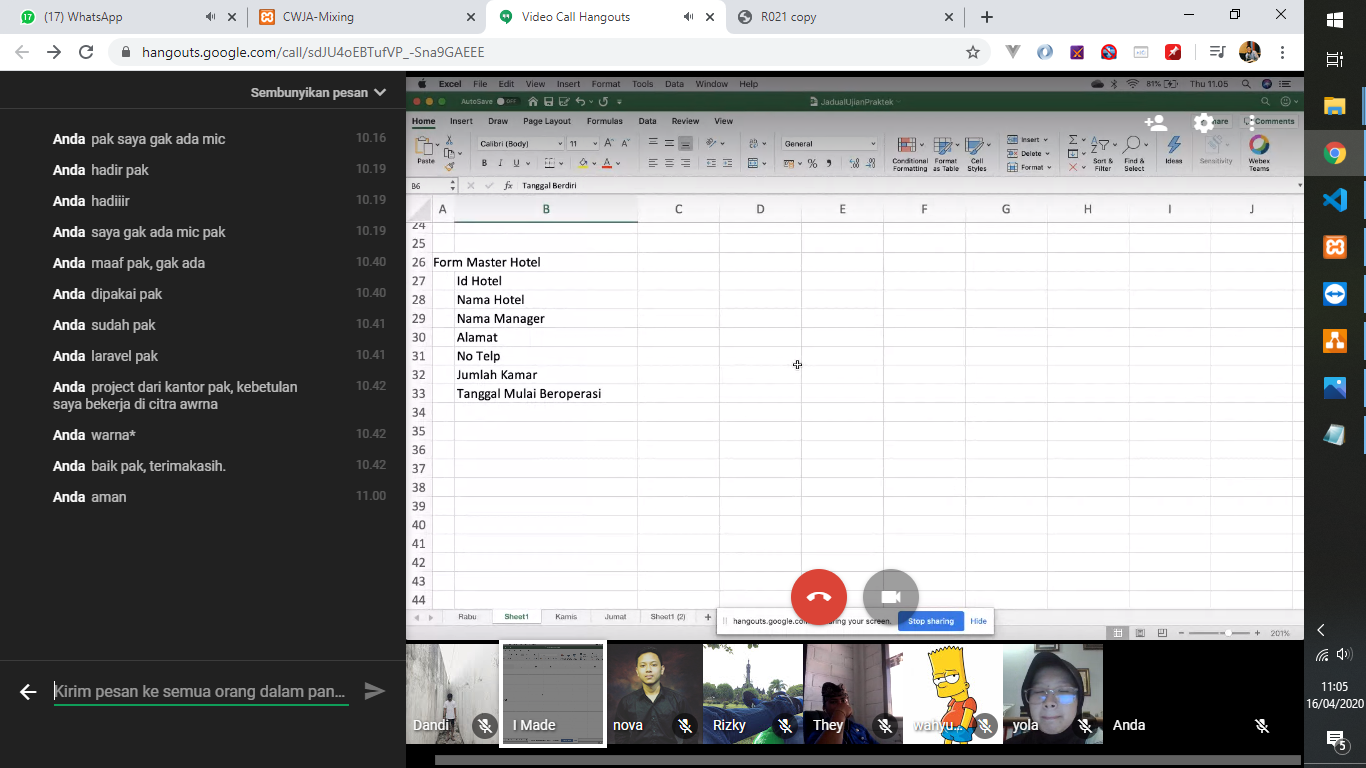 (17) WhatsApp
CWJA-Mixing
Video Call Hangouts
R021 copy
hangouts.google.com/call/sdJU4oEBTufVP_-Sna9GAEEE
Sembunyikan pesan
Anda pak saya gak ada mic 10.16
Anda hadir pak 10.19
Anda hadiiir 10.19
Anda saya gak ada mic pak 10.19
Anda maaf pak, gak ada 10.40
Anda dipakai pak 10.40
Anda sudah pak 10.41
Anda laravel pak 10.41
Anda project dari kantor pak, kebetulan 10.42
saya bekerja di citra awrna
Anda warna* 10.42
Anda baik pak, terimakasih. 10.42
Anda aman 11.00
Kirim pesan ke semua orang dalam pan...
Excel File Edit View Insert Format Tools Data Window Help 81% Thu 11.05
AutoSave OFF JadualUjianPraktek
Home Insert Draw Page Layout Formulas Data Review View Share Comments
Paste
Calibri (Body) 11
B I U
General
Conditional Formatting
Format as Table
Cell Styles
Insert
Delete
Format
Sort & Filter
Find & Select
Ideas
Sensitivity
Webex Teams
B6 fx Tanggal Berdiri
A B C D E F G H I J
24
25
26 Form Master Hotel
27 Id Hotel
28 Nama Hotel
29 Nama Manager
30 Alamat
31 No Telp
32 Jumlah Kamar
33 Tanggal Mulai Beroperasi
34
35
36
37
38
39
40
41
42
43
44
Rabu Sheet1 Kamis Jumat Sheet1 (2) +
hangouts.google.com your screen. Stop sharing Hide
201%
Dandi
I Made
nova
Rizky
They
wahyu...
yola
Anda
11:05
16/04/2020
5